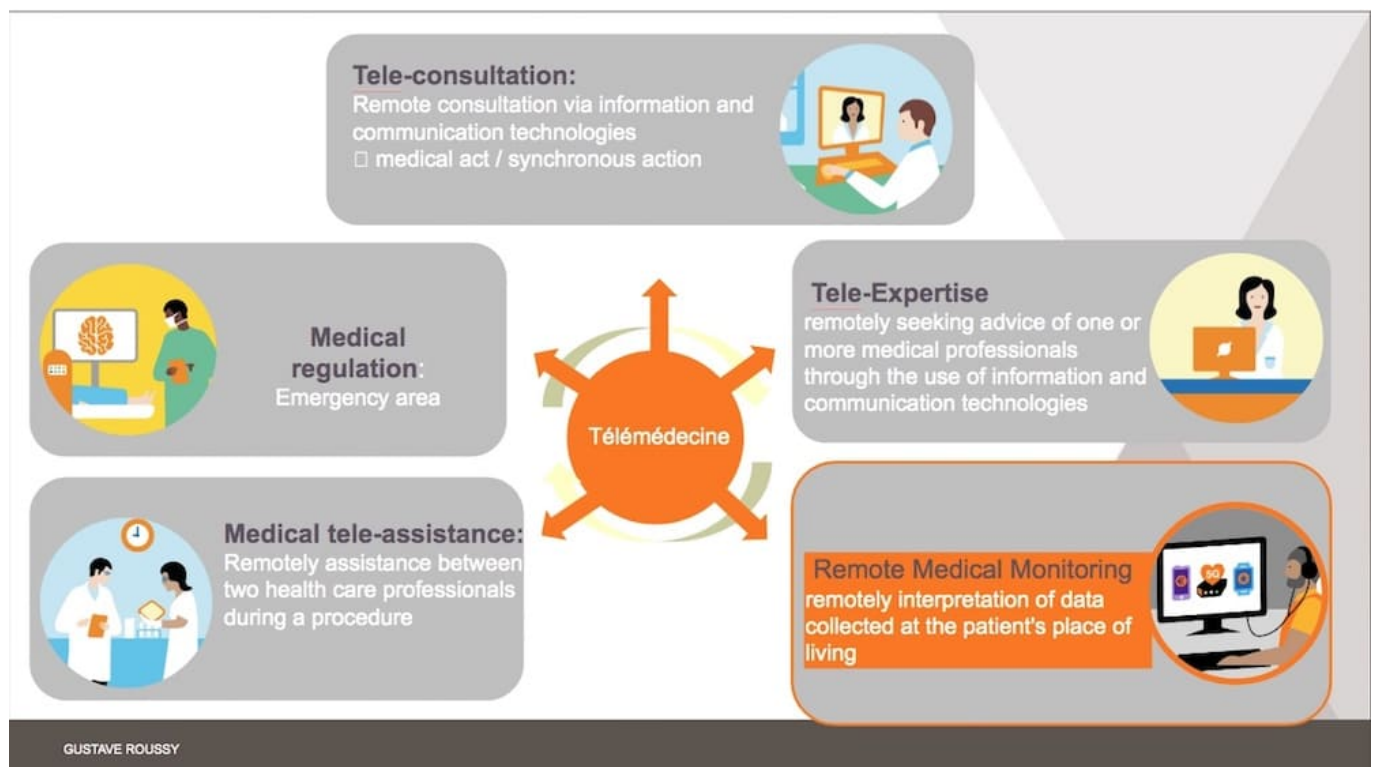 Tele-consultation:
Remote consultation via information and
communication technologies
▯ medical act / synchronous action
Medical
regulation:
Emergency area
Tele-Expertise
remotely seeking advice of one or
more medical professionals
through the use of information and
communication technologies
Télémédecine
Medical tele-assistance:
Remotely assistance between
two health care professionals
during a procedure
Remote Medical Monitoring
remotely interpretation of data
collected at the patient's place of
living
5G
GUSTAVE ROUSSY